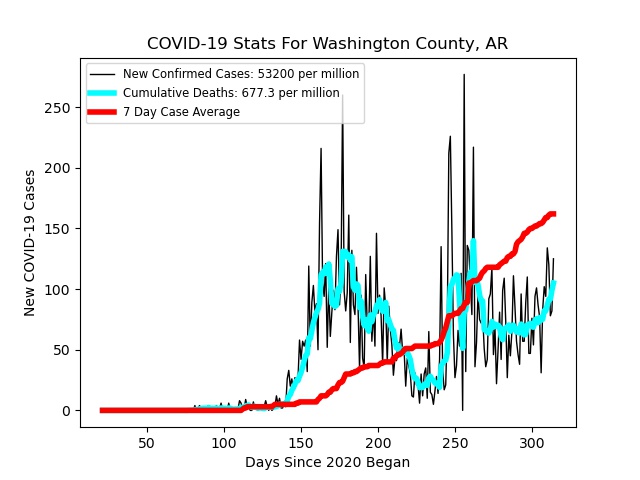 COVID-19 Stats For Washington County, AR
New Confirmed Cases: 53200 per million
Cumulative Deaths: 677.3 per million
7 Day Case Average
New COVID-19 Cases
250
200
150
100
50
0
50 100 150 200 250 300
Days Since 2020 Began